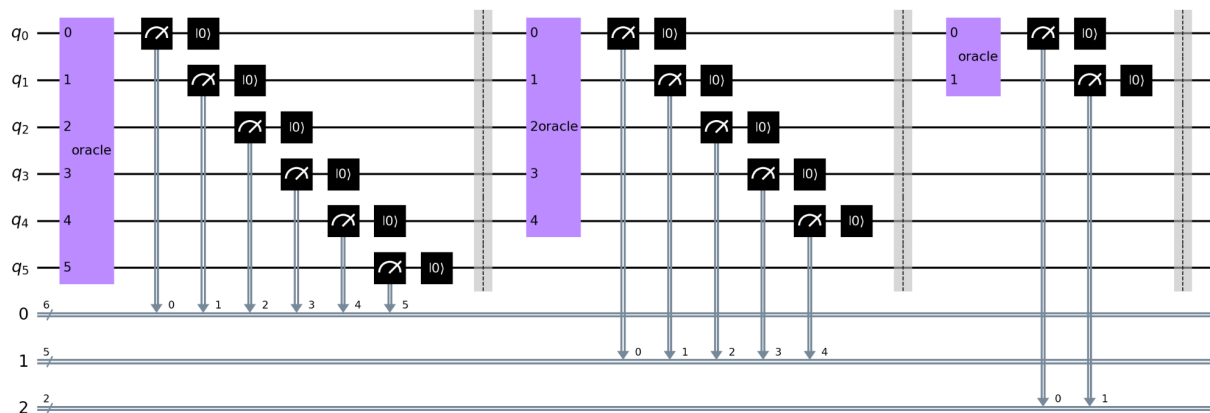 q0 0 |0⟩ 0 |0⟩ 0 |0⟩
oracle
q1 1 |0⟩ 1 |0⟩ 1 |0⟩
q2 2 |0⟩ 2 oracle |0⟩
oracle
q3 3 |0⟩ 3 |0⟩
q4 4 |0⟩ 4 |0⟩
q5 5 |0⟩
6 0 1 2 3 4 5
0
5 0 1 2 3 4
1
2 0 1
2